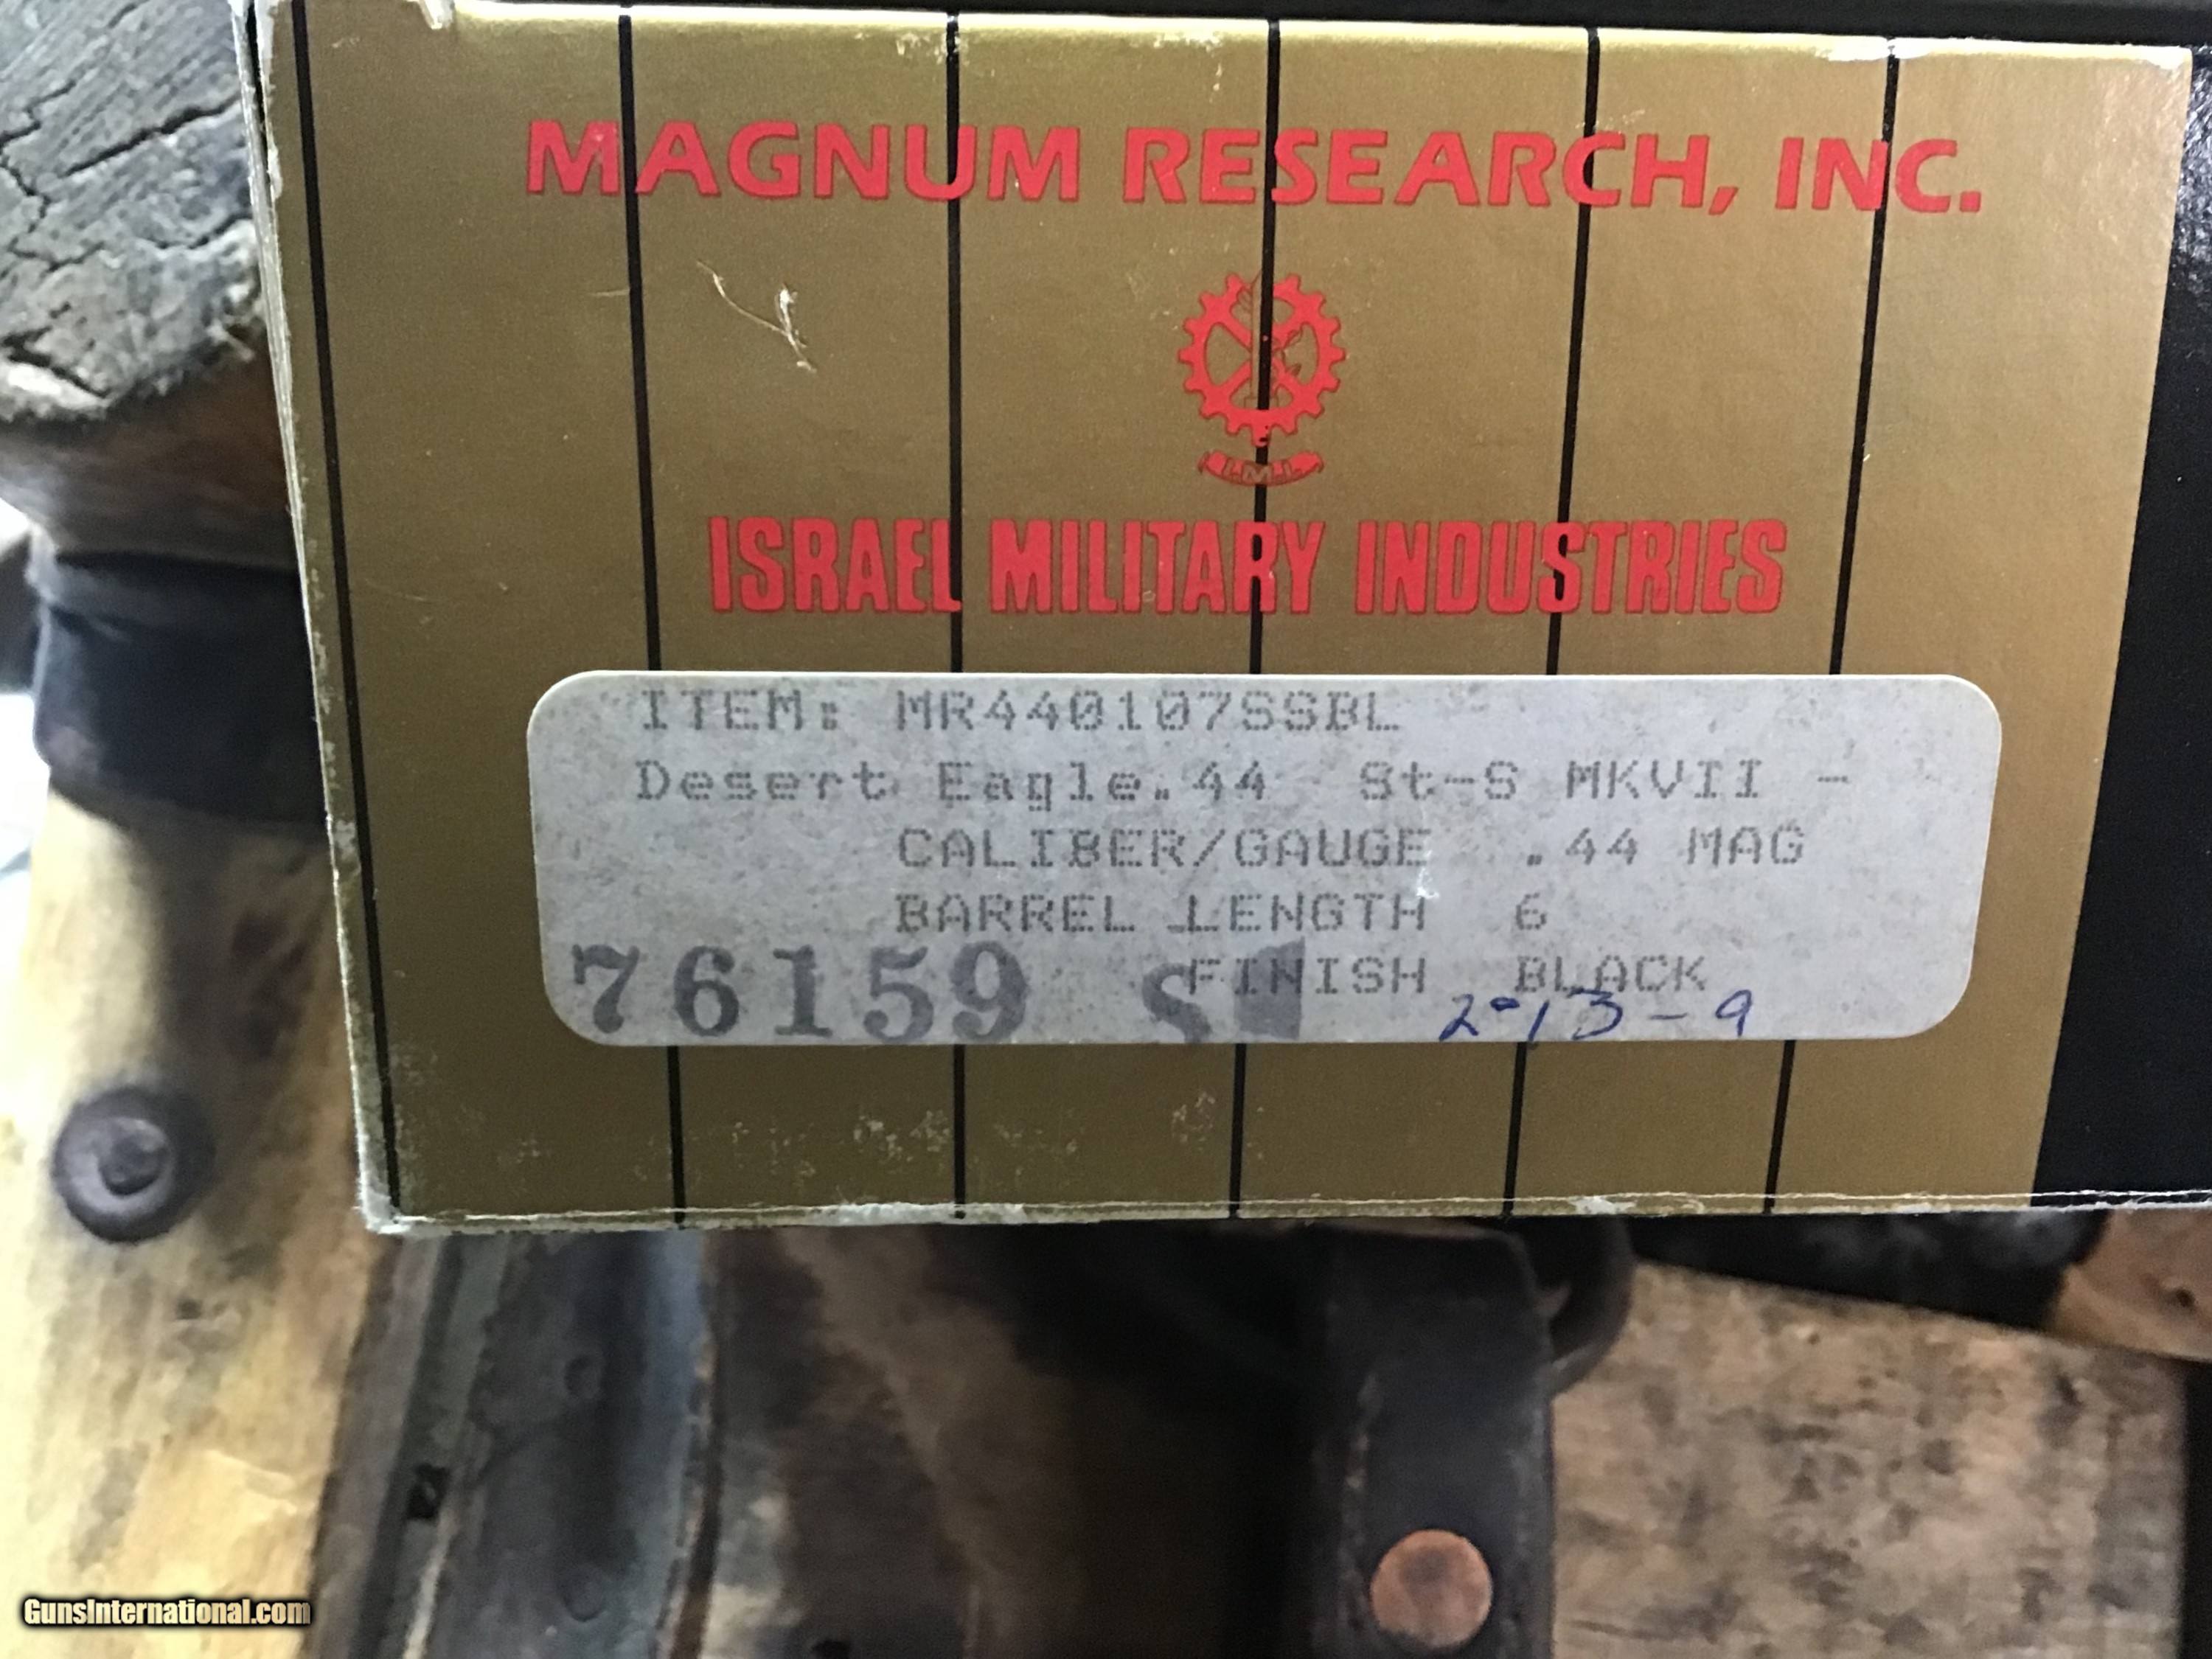 MAGNUM RESEARCH, INC.
I.M.I.
ISRAEL MILITARY INDUSTRIES
ITEM: MR440107SSBL
Desert Eagle.44 St-S MKVII -
CALIBER/GAUGE .44 MAG
BARREL LENGTH 6
FINISH BLACK
76159 S
2-13-9
GunsInternational.com